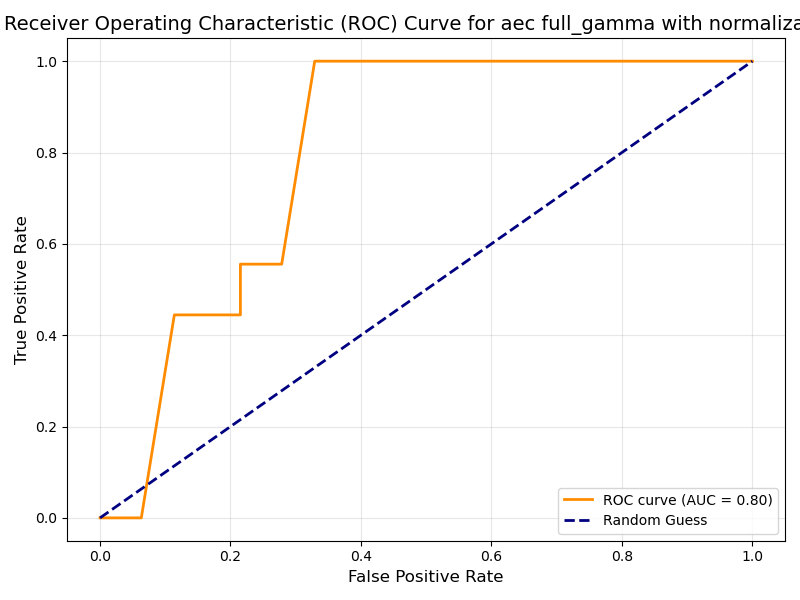 Receiver Operating Characteristic (ROC) Curve for aec full_gamma with normaliza
1.0
0.8
0.6
0.4
0.2
0.0
True Positive Rate
ROC curve (AUC = 0.80)
Random Guess
0.0 0.2 0.4 0.6 0.8 1.0
False Positive Rate